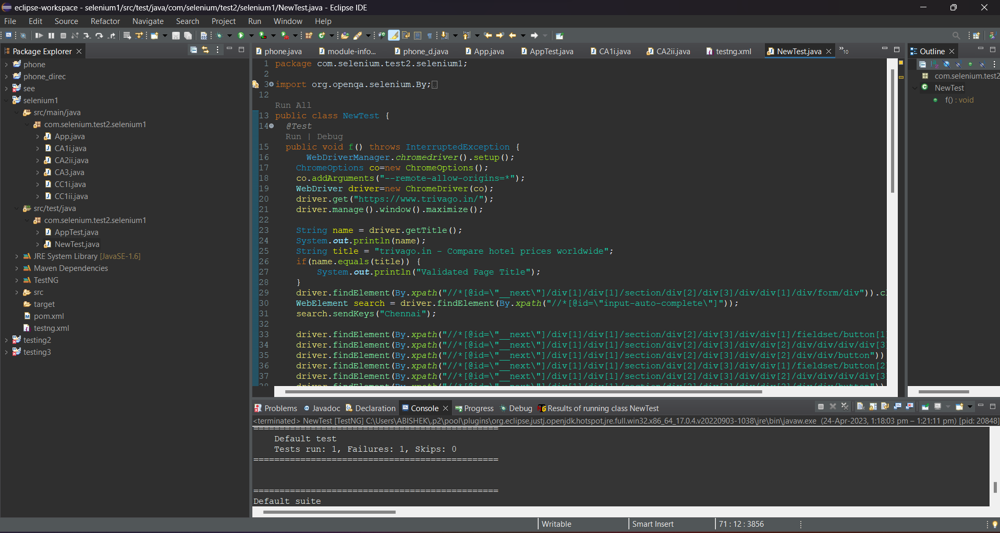 eclipse-workspace - selenium1/src/test/java/com/selenium/test2/selenium1/NewTest.java - Eclipse IDE
File Edit Source Refactor Navigate Search Project Run Window Help
Package Explorer
phone
phone_direc
see
selenium1
src/main/java
com.selenium.test2.selenium1
App.java
CA1i.java
CA2ii.java
CA3.java
CC1i.java
CC1ii.java
src/test/java
com.selenium.test2.selenium1
AppTest.java
NewTest.java
JRE System Library [JavaSE-1.6]
Maven Dependencies
TestNG
src
target
pom.xml
testng.xml
testing2
testing3
phone.java module-info... phone_d.java App.java AppTest.java CA1i.java CA2ii.java testng.xml NewTest.java »10
1 package com.selenium.test2.selenium1;
2
3 import org.openqa.selenium.By;
12
Run All
13 public class NewTest {
14 @Test
Run | Debug
15 public void f() throws InterruptedException {
16 WebDriverManager.chromedriver().setup();
17 ChromeOptions co=new ChromeOptions();
18 co.addArguments("--remote-allow-origins=*");
19 WebDriver driver=new ChromeDriver(co);
20 driver.get("https://www.trivago.in/");
21 driver.manage().window().maximize();
22
23 String name = driver.getTitle();
24 System.out.println(name);
25 String title = "trivago.in - Compare hotel prices worldwide";
26 if(name.equals(title)) {
27 System.out.println("Validated Page Title");
28 }
29 driver.findElement(By.xpath("//*[@id=\"__next\"]/div[1]/div[1]/section/div[2]/div[3]/div/div[1]/div/form/div")).cl
30 WebElement search = driver.findElement(By.xpath("//*[@id=\"input-auto-complete\"]"));
31 search.sendKeys("Chennai");
32
33 driver.findElement(By.xpath("//*[@id=\"__next\"]/div[1]/div[1]/section/div[2]/div[3]/div/div[1]/fieldset/button[1]
34 driver.findElement(By.xpath("//*[@id=\"__next\"]/div[1]/div[1]/section/div[2]/div[3]/div/div[2]/div/div/div/div[3]
35 driver.findElement(By.xpath("//*[@id=\"__next\"]/div[1]/div[1]/section/div[2]/div[3]/div/div[2]/div/div/button"))
36 driver.findElement(By.xpath("//*[@id=\"__next\"]/div[1]/div[1]/section/div[2]/div[3]/div/div[1]/fieldset/button[2]
37 driver.findElement(By.xpath("//*[@id=\"__next\"]/div[1]/div[1]/section/div[2]/div[3]/div/div[2]/div/div/div/div[3]
Outline
com.selenium.test2
NewTest
f() : void
Problems Javadoc Declaration Console Progress Debug Results of running class NewTest
<terminated> NewTest [TestNG] C:\Users\ABISHEK\.p2\pool\plugins\org.eclipse.justj.openjdk.hotspot.jre.full.win32.x86_64_17.0.4.v20220903-1038\jre\bin\javaw.exe (24-Apr-2023, 1:18:03 pm – 1:21:11 pm) [pid: 20848]
===============================================
Default test
Tests run: 1, Failures: 1, Skips: 0
===============================================
===============================================
Default suite
Writable Smart Insert 71 : 12 : 3856